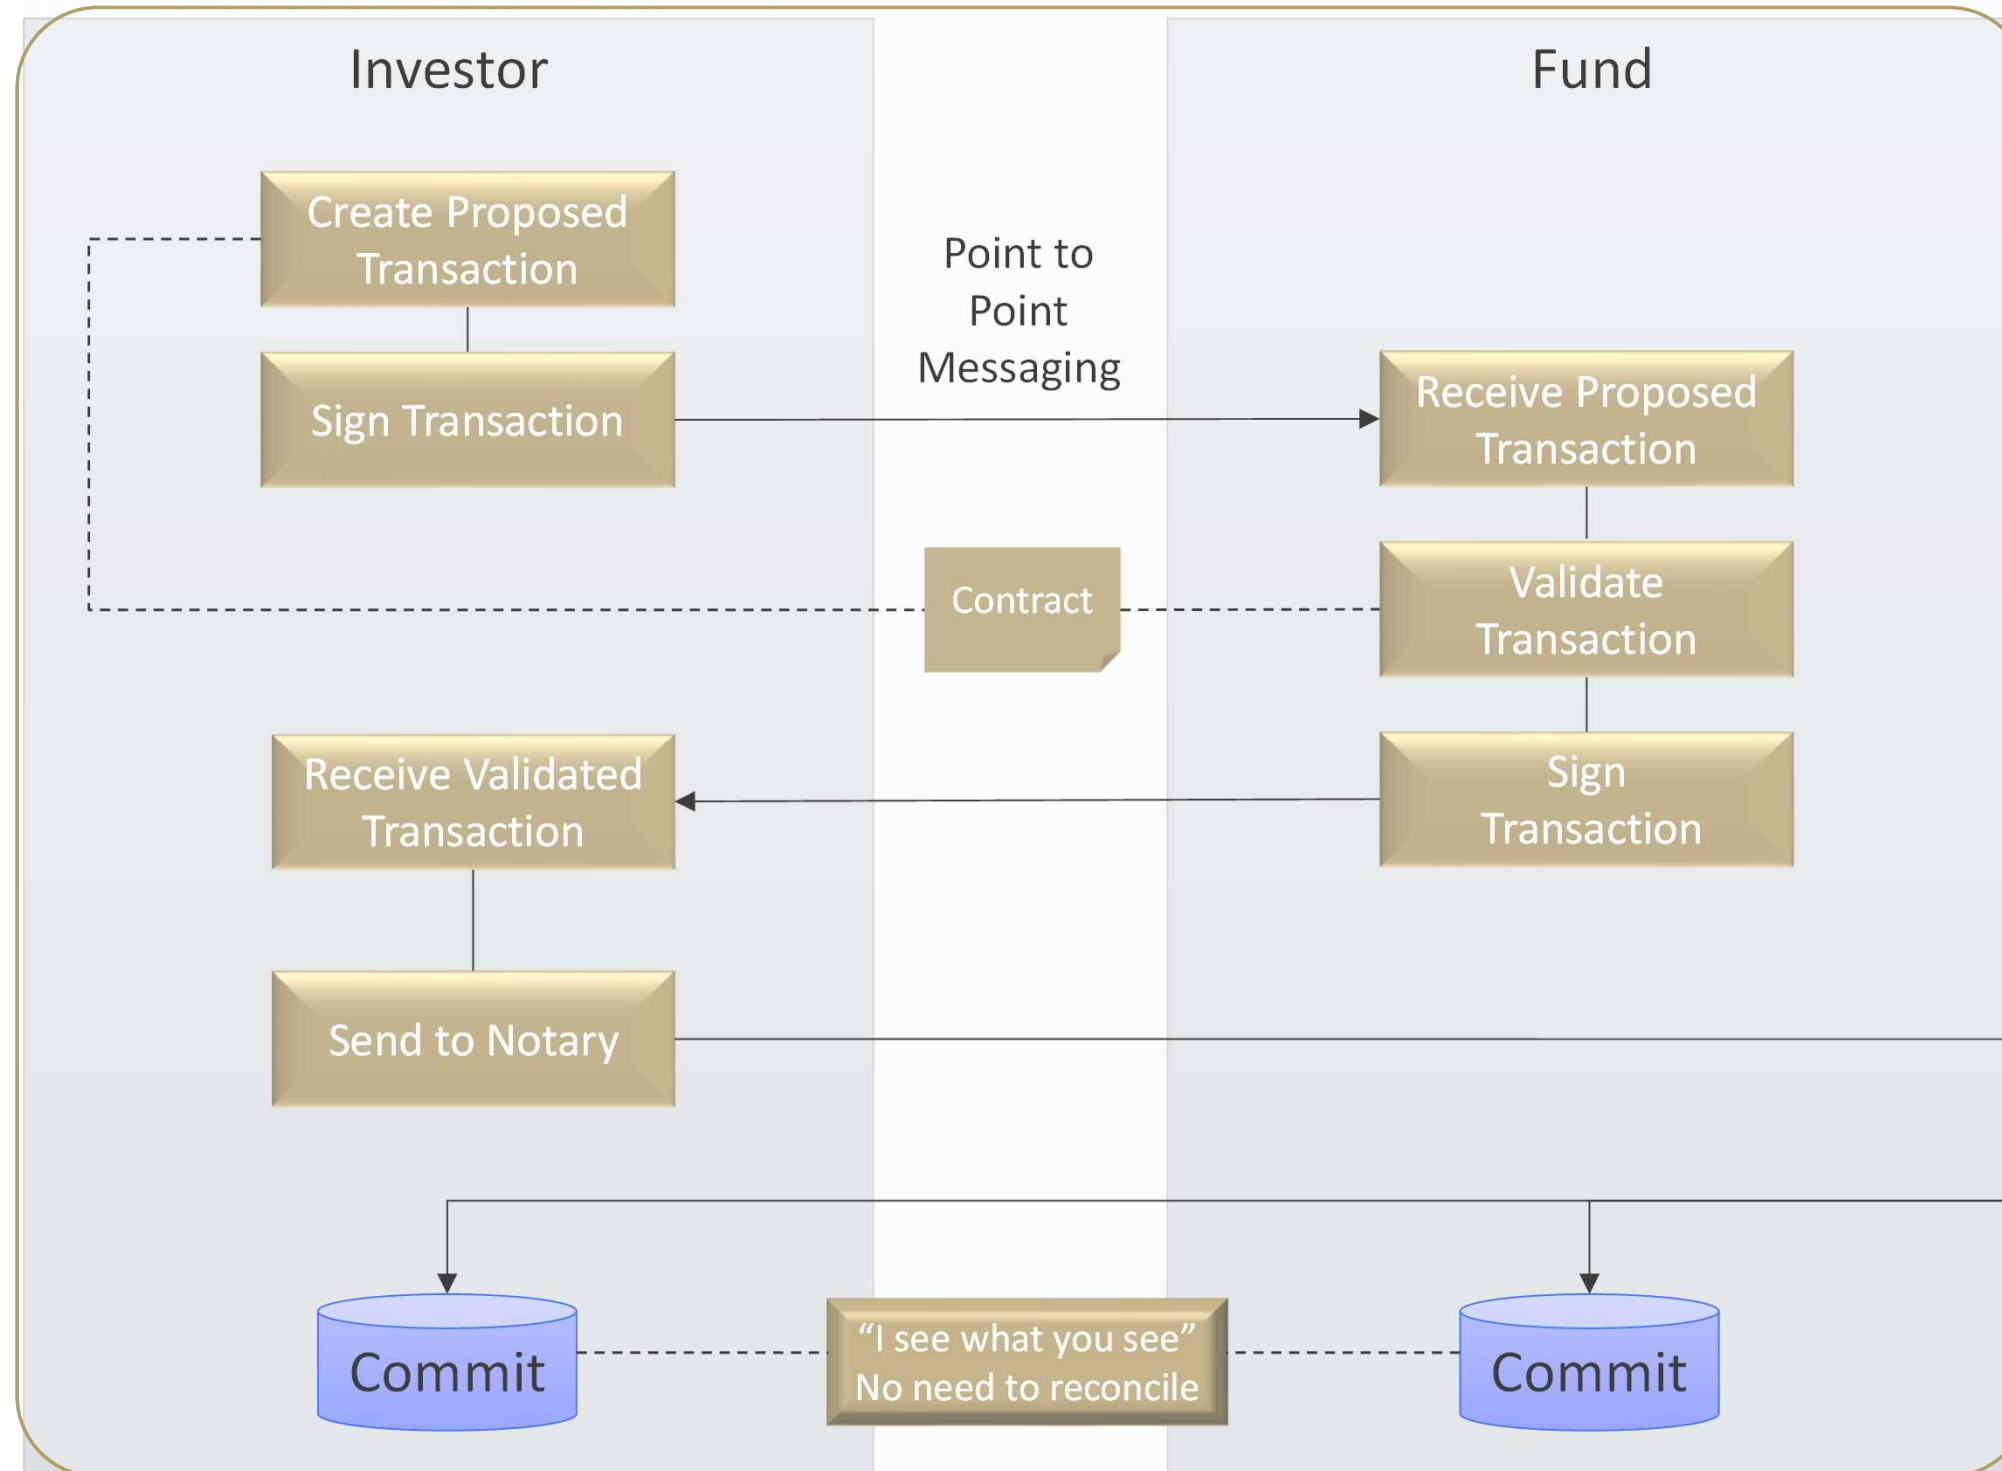 Investor
Fund
Create Proposed
Transaction
Point to
Point
Messaging
Sign Transaction
Receive Proposed
Transaction
Contract
Validate
Transaction
Receive Validated
Transaction
Sign
Transaction
Send to Notary
Commit
“I see what you see”
No need to reconcile
Commit